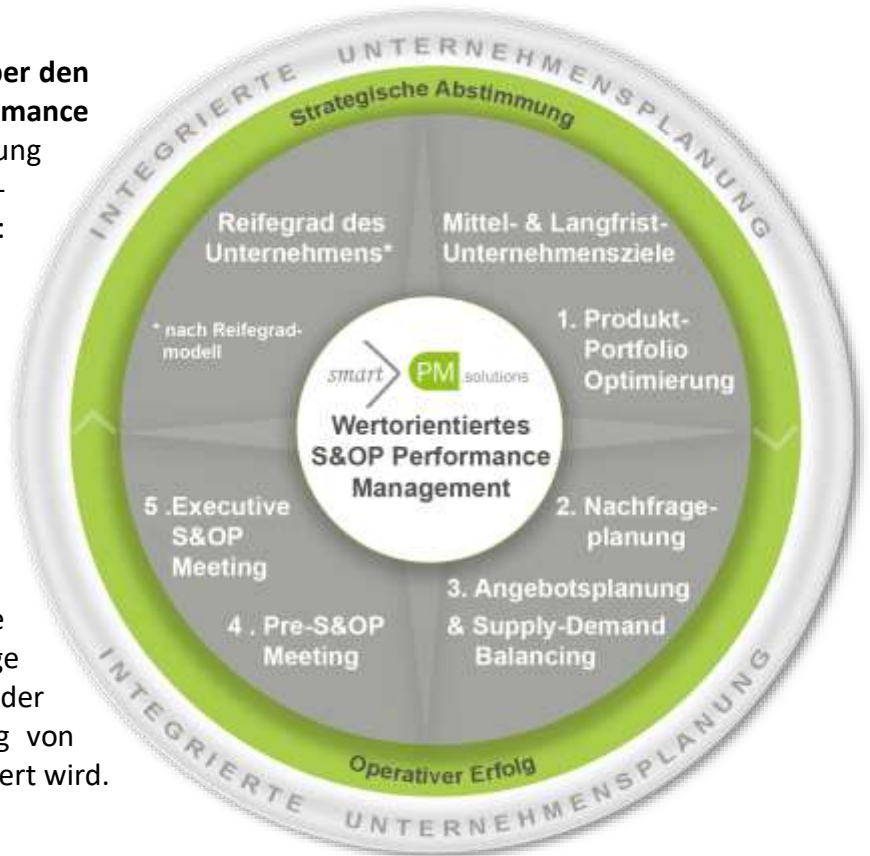 ber den
rmance
ung
-
:
e
ge
der
g von
ert wird.
INTEGRIERTE UNTERNEHMENSPLANUNG
Strategische Abstimmung
Reifegrad des
Unternehmens*
* nach Reifegrad-
modell
Mittel- & Langfrist-
Unternehmensziele
1. Produkt-
Portfolio
Optimierung
smart PM solutions
Wertorientiertes
S&OP Performance
Management
2. Nachfrage-
planung
3. Angebotsplanung
& Supply-Demand
Balancing
4 . Pre-S&OP
Meeting
5 .Executive
S&OP
Meeting
Operativer Erfolg
INTEGRIERTE UNTERNEHMENSPLANUNG